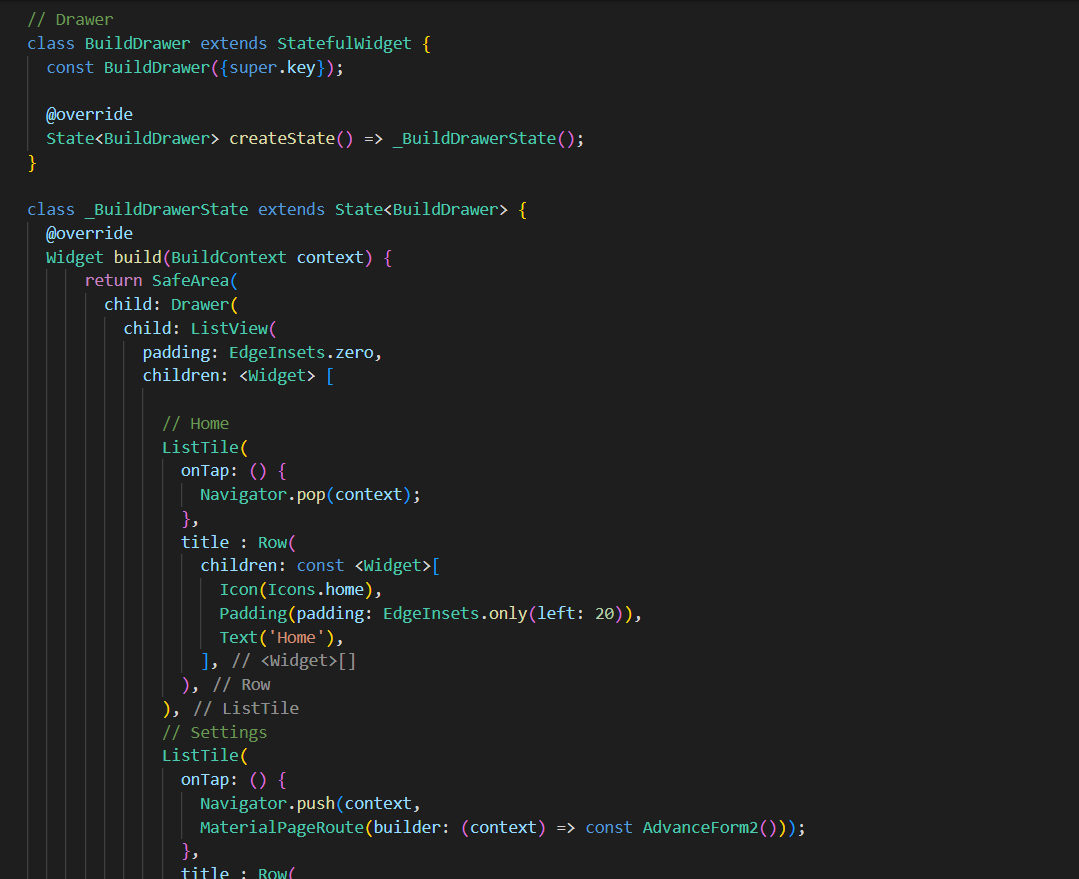 // Drawer
class BuildDrawer extends StatefulWidget {
  const BuildDrawer({super.key});

  @override
  State<BuildDrawer> createState() => _BuildDrawerState();
}

class _BuildDrawerState extends State<BuildDrawer> {
  @override
  Widget build(BuildContext context) {
      return SafeArea(
        child: Drawer(
          child: ListView(
            padding: EdgeInsets.zero,
            children: <Widget> [

              // Home
              ListTile(
                onTap: () {
                  Navigator.pop(context);
                },
                title : Row(
                  children: const <Widget>[
                    Icon(Icons.home),
                    Padding(padding: EdgeInsets.only(left: 20)),
                    Text('Home'),
                  ], // <Widget>[]
                ), // Row
              ), // ListTile
              // Settings
              ListTile(
                onTap: () {
                  Navigator.push(context,
                  MaterialPageRoute(builder: (context) => const AdvanceForm2()));
                },
                title : Row(